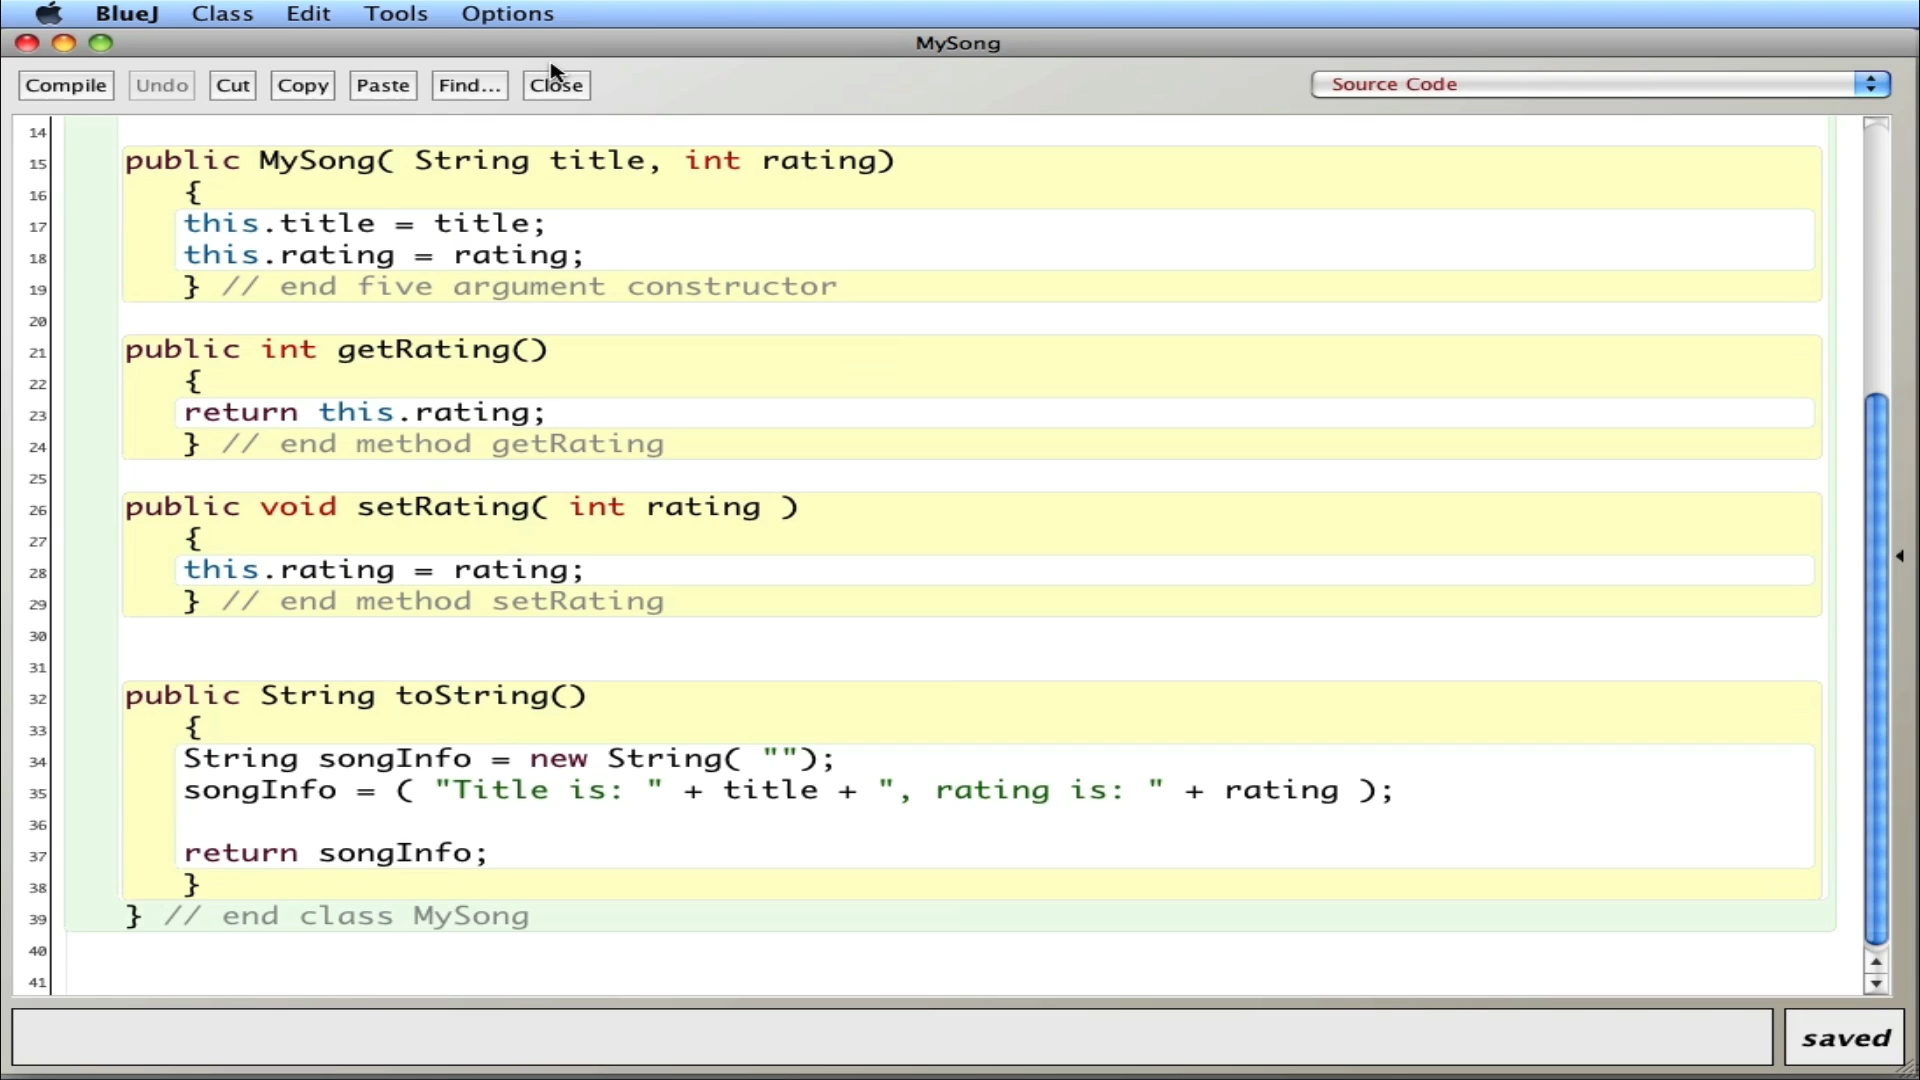 BlueJ Class Edit Tools Options
MySong
Compile Undo Cut Copy Paste Find... Close Source Code
14
15 public MySong( String title, int rating)
16 {
17 this.title = title;
18 this.rating = rating;
19 } // end five argument constructor
20
21 public int getRating()
22 {
23 return this.rating;
24 } // end method getRating
25
26 public void setRating( int rating )
27 {
28 this.rating = rating;
29 } // end method setRating
30
31
32 public String toString()
33 {
34 String songInfo = new String( "");
35 songInfo = ( "Title is: " + title + ", rating is: " + rating );
36
37 return songInfo;
38 }
39 } // end class MySong
40
41
saved